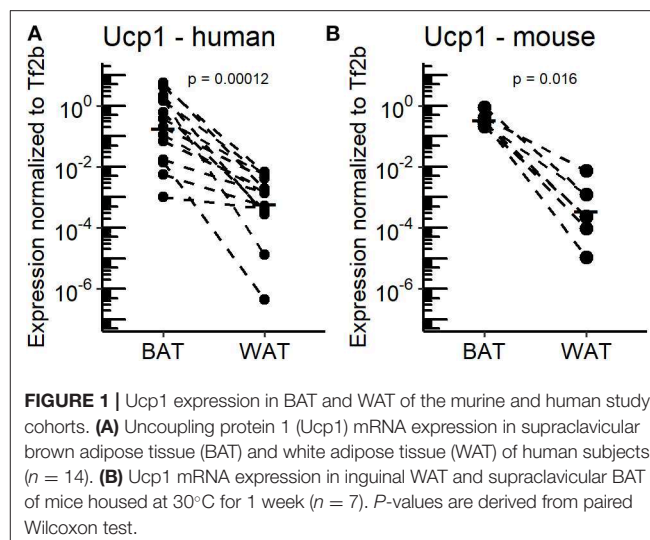 A Ucp1 - human
Expression normalized to Tf2b
p = 0.00012
10⁰
10⁻²
10⁻⁴
10⁻⁶
BAT WAT
B Ucp1 - mouse
Expression normalized to Tf2b
p = 0.016
10⁰
10⁻²
10⁻⁴
10⁻⁶
BAT WAT
FIGURE 1 | Ucp1 expression in BAT and WAT of the murine and human study
cohorts. (A) Uncoupling protein 1 (Ucp1) mRNA expression in supraclavicular
brown adipose tissue (BAT) and white adipose tissue (WAT) of human subjects
(n = 14). (B) Ucp1 mRNA expression in inguinal WAT and supraclavicular BAT
of mice housed at 30°C for 1 week (n = 7). P-values are derived from paired
Wilcoxon test.